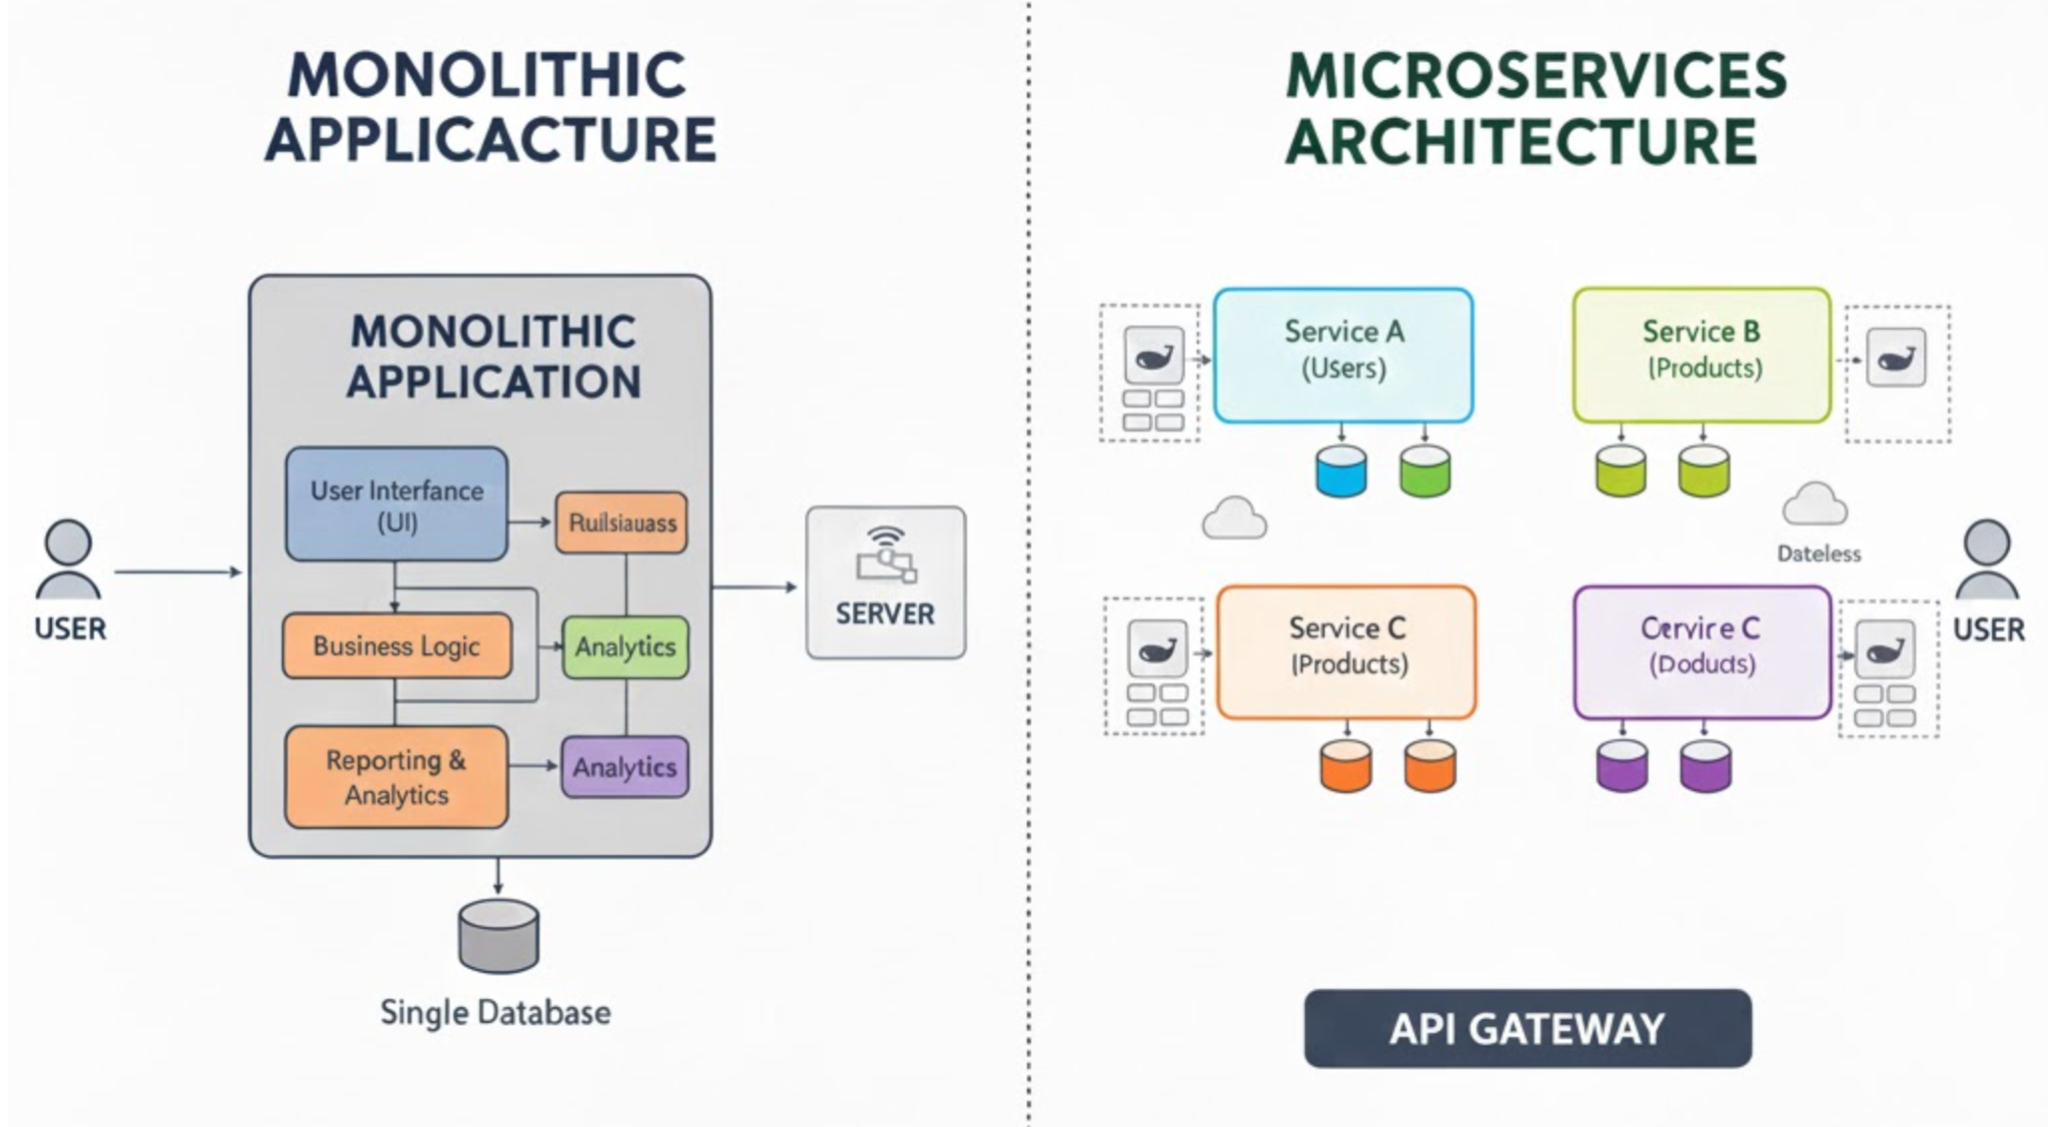 MONOLITHIC
APPLICACTURE
MONOLITHIC
APPLICATION
User Interfance
(UI)
Ruilsiauass
Business Logic
Analytics
Reporting &
Analytics
Analytics
USER
SERVER
Single Database
MICROSERVICES
ARCHITECTURE
Service A
(Users)
Service B
(Products)
Dateless
Service C
(Products)
Cervire C
(Doducts)
USER
API GATEWAY